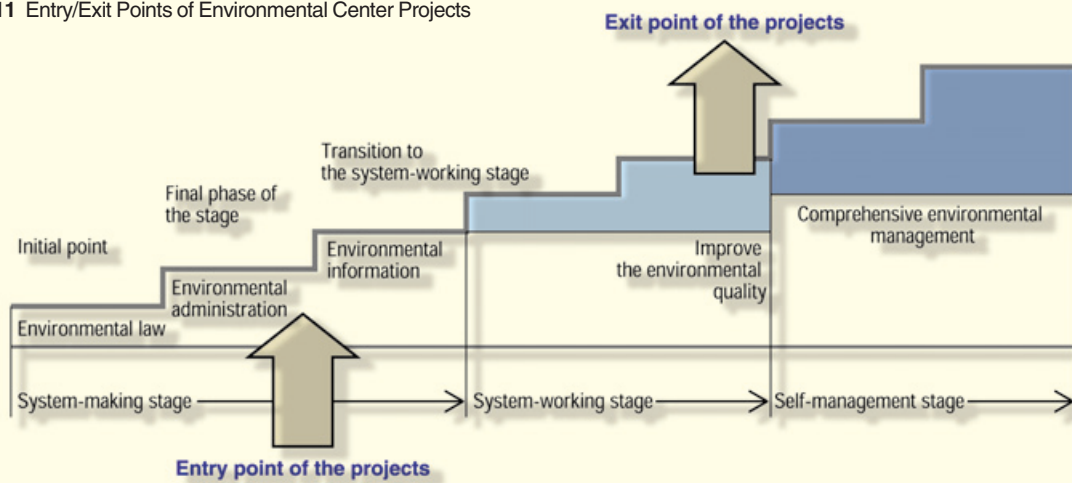 11 Entry/Exit Points of Environmental Center Projects
Exit point of the projects
Transition to
the system-working stage
Final phase of
the stage
Initial point
Comprehensive environmental
management
Environmental
information
Improve
the environmental
quality
Environmental
administration
Environmental law
System-making stage
System-working stage
Self-management stage
Entry point of the projects